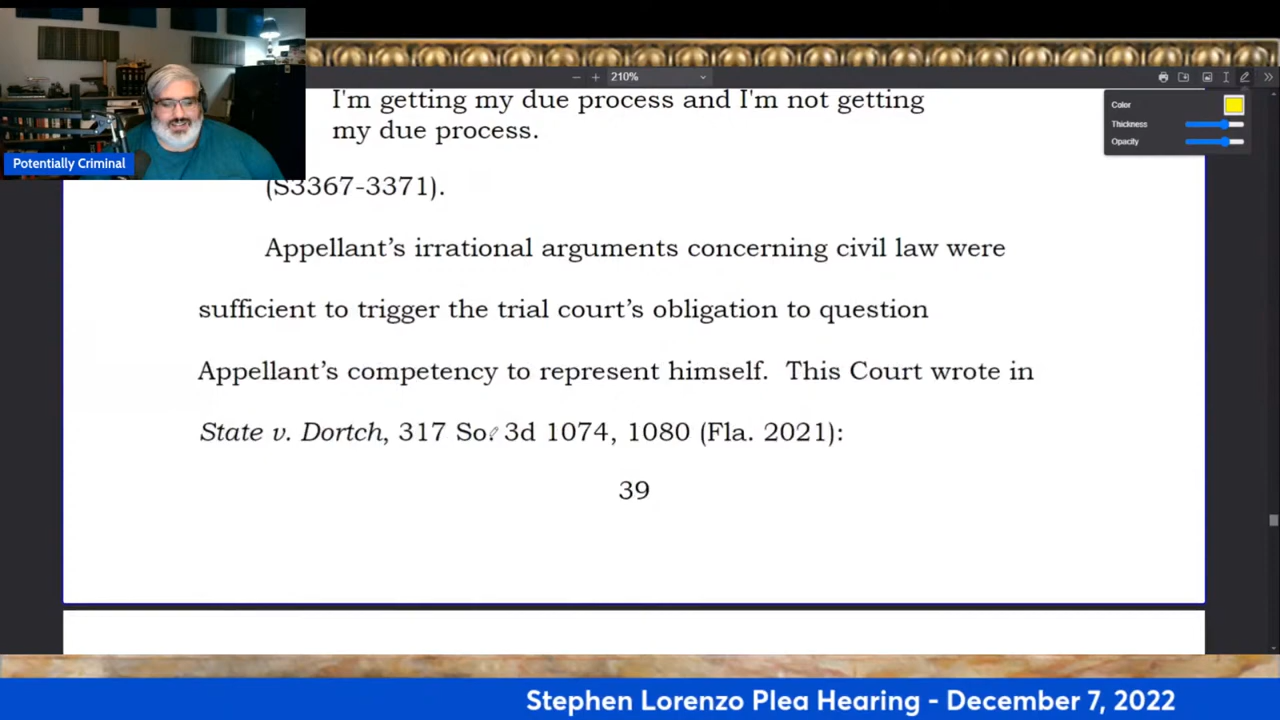 210%
I'm getting my due process and I'm not getting
my due process.
Color
Thickness
Opacity
Potentially Criminal
(S3367-3371).
Appellant's irrational arguments concerning civil law were
sufficient to trigger the trial court's obligation to question
Appellant's competency to represent himself. This Court wrote in
State v. Dortch, 317 So. 3d 1074, 1080 (Fla. 2021):
39
Stephen Lorenzo Plea Hearing - December 7, 2022